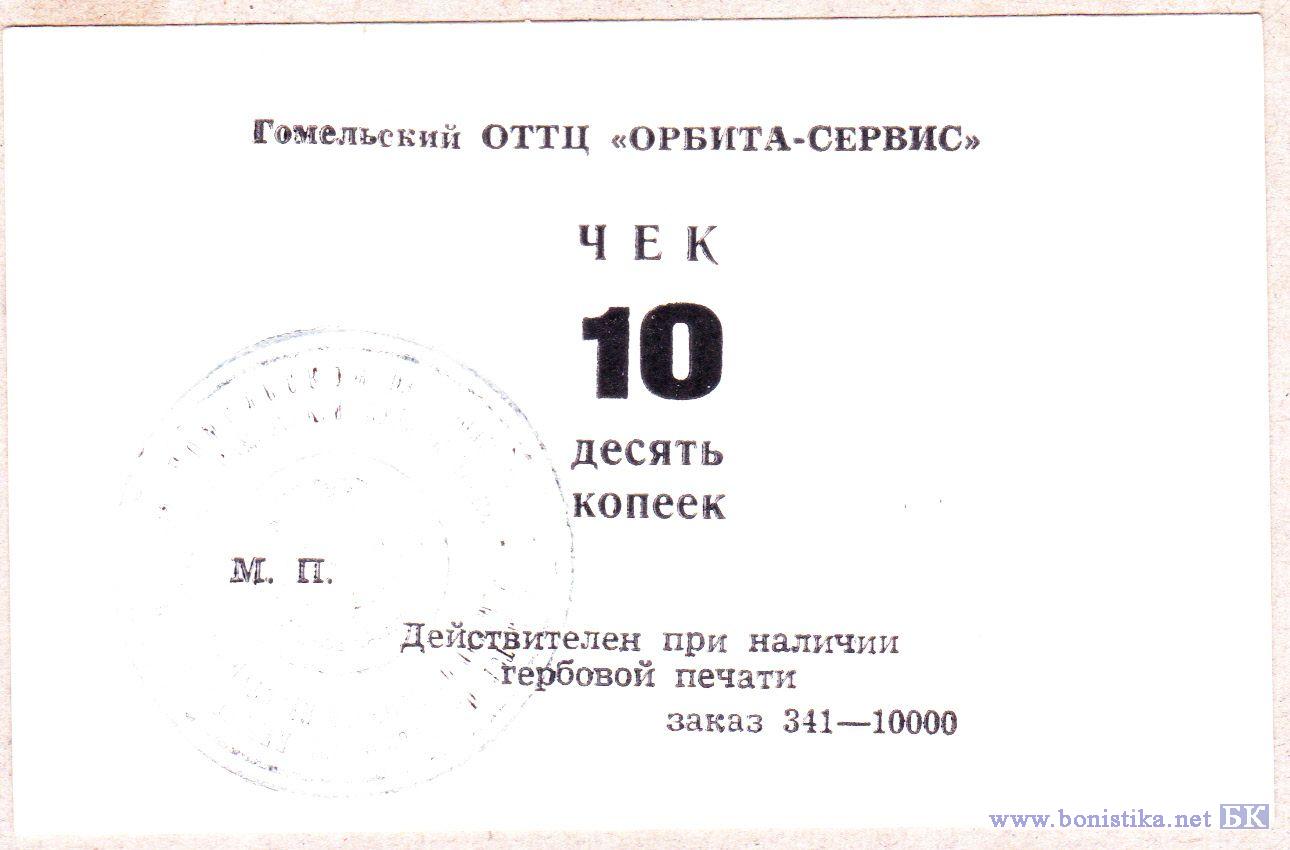 Гомельский ОТТЦ «ОРБИТА-СЕРВИС»
ЧЕК
10
десять
копеек
М. П.
Действителен при наличии
гербовой печати
заказ 341—10000
www.bonistika.net БК